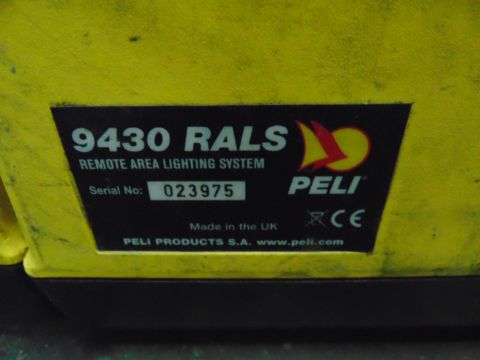 9430 RALS
REMOTE AREA LIGHTING SYSTEM
Serial No: 023975
PELI™
CE
Made in the UK
PELI PRODUCTS S.A. www.peli.com